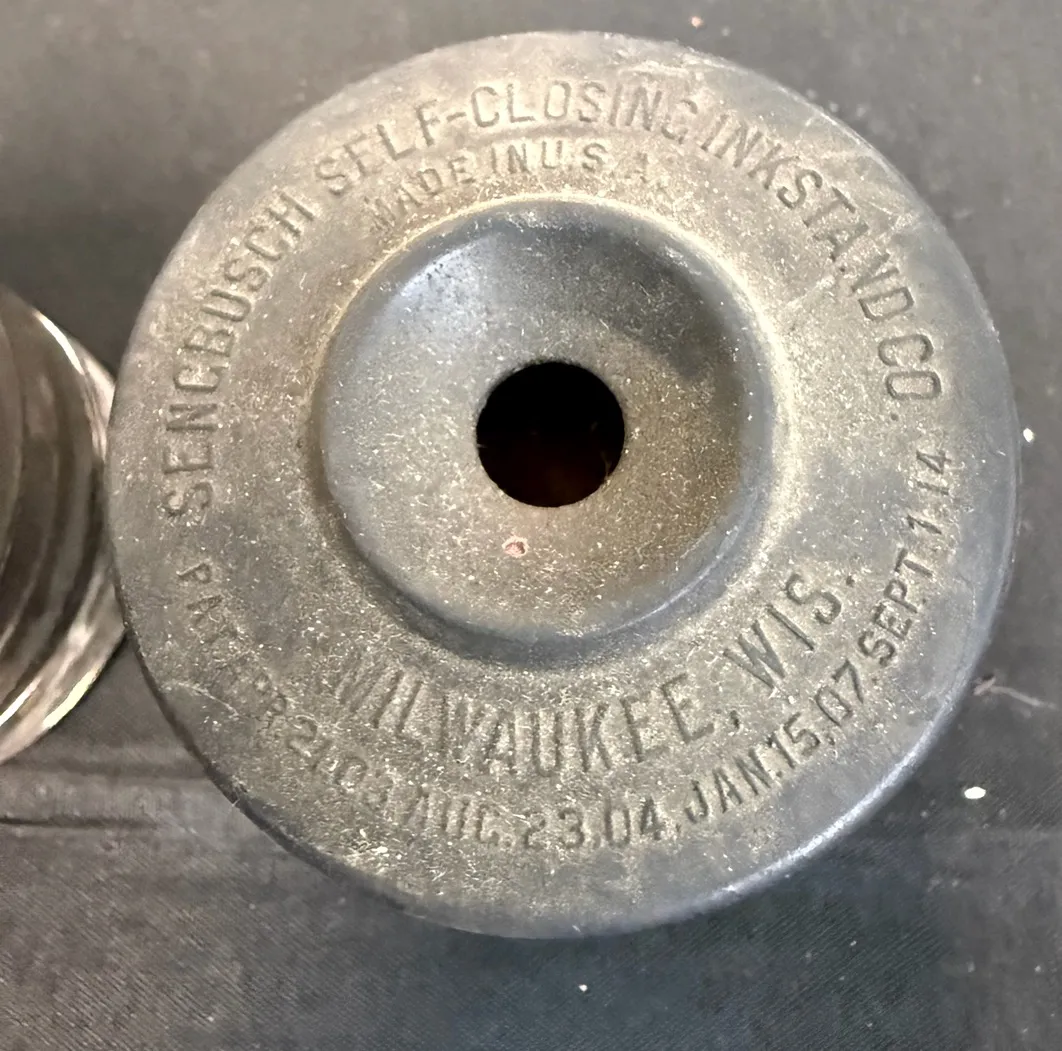 SENGBUSCH SELF-CLOSING INKSTAND CO.
MADE IN U.S.A.
MILWAUKEE, WIS.
PAT. APR. 21.03. AUG. 23.04. JAN. 15, 07. SEPT. 1. 14